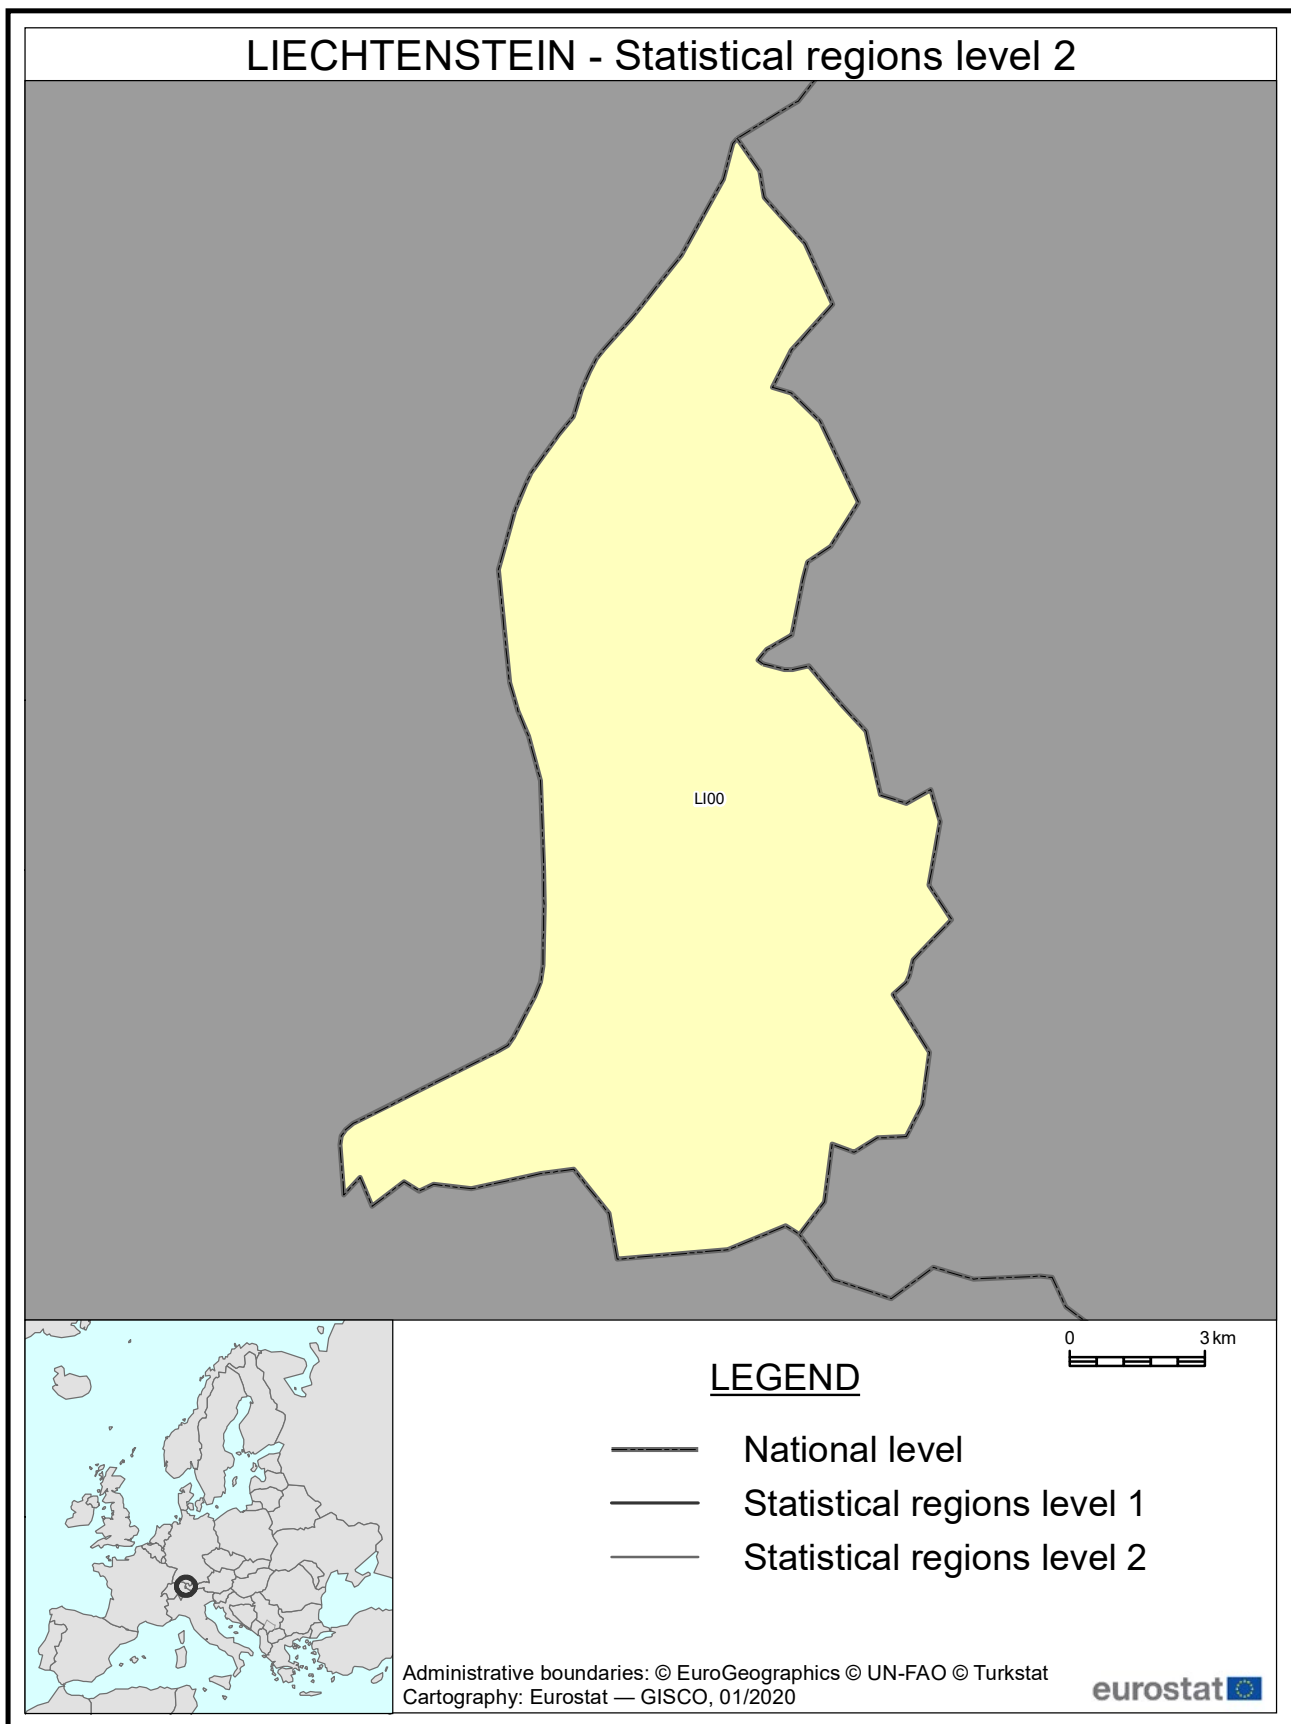 LIECHTENSTEIN - Statistical regions level 2
LI00
0 3 km
LEGEND
National level
Statistical regions level 1
Statistical regions level 2
Administrative boundaries: © EuroGeographics © UN-FAO © Turkstat
Cartography: Eurostat — GISCO, 01/2020
eurostat